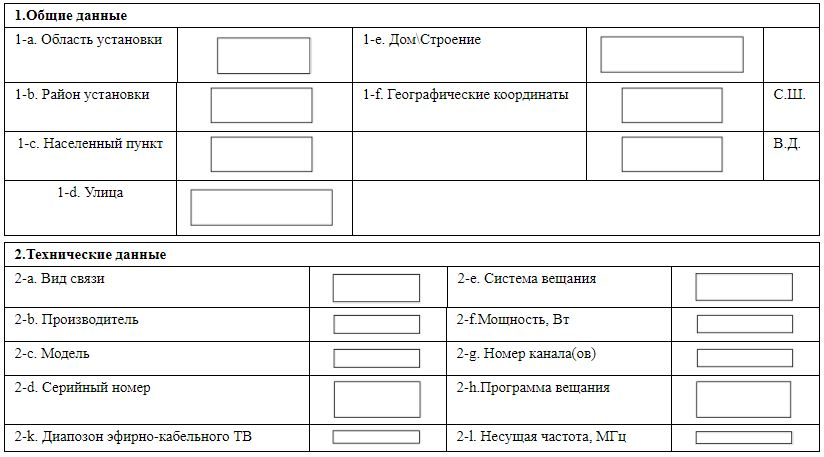 1.Общие данные
1-a. Область установки
1-e. Дом\Строение
1-b. Район установки
1-f. Географические координаты
С.Ш.
1-c. Населенный пункт
В.Д.
1-d. Улица
2.Технические данные
2-a. Вид связи
2-e. Система вещания
2-b. Производитель
2-f.Мощность, Вт
2-c. Модель
2-g. Номер канала(ов)
2-d. Серийный номер
2-h.Программа вещания
2-k. Диапозон эфирно-кабельного ТВ
2-l. Несущая частота, МГц